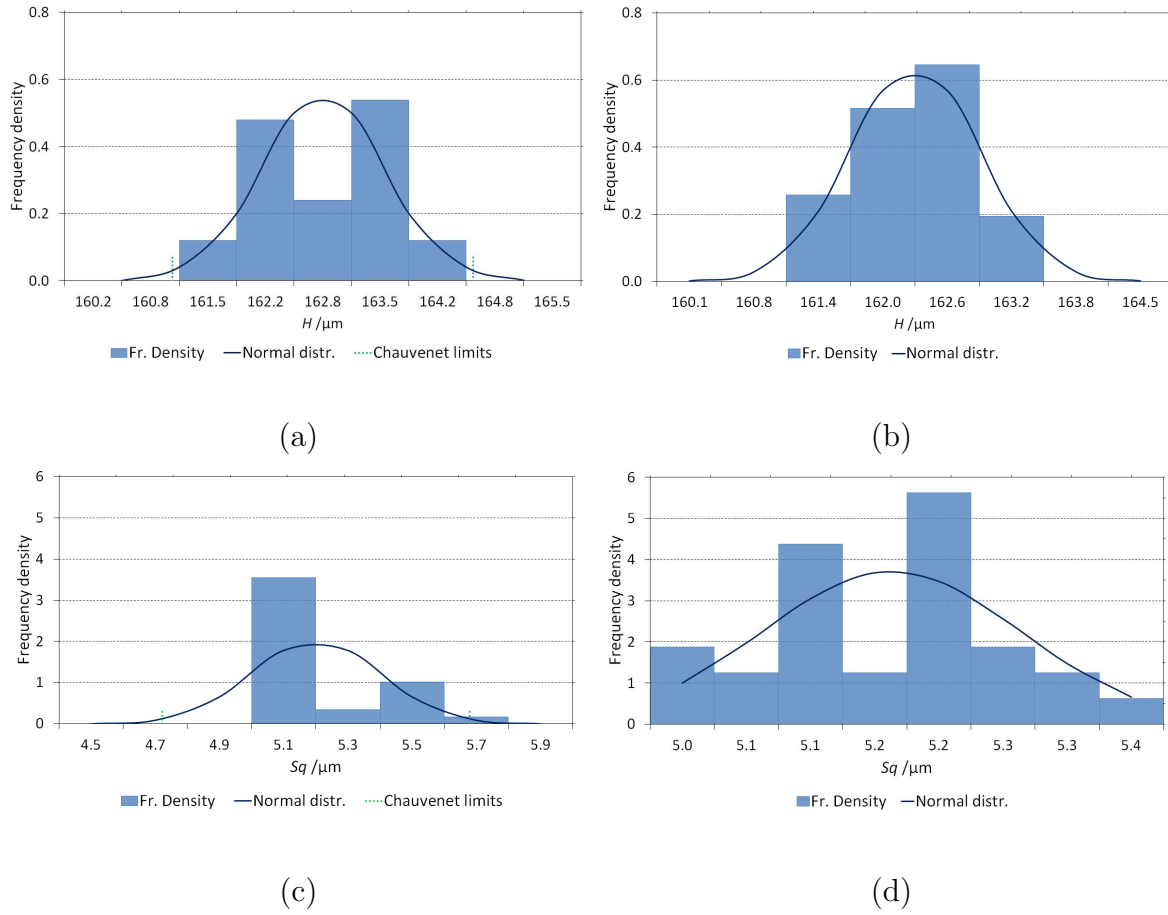 0.8
0.6
0.4
0.2
0.0
Frequency density
160.2 160.8 161.5 162.2 162.8 163.5 164.2 164.8 165.5
H /µm
Fr. Density Normal distr. Chauvenet limits
(a)
0.8
0.6
0.4
0.2
0.0
Frequency density
160.1 160.8 161.4 162.0 162.6 163.2 163.8 164.5
H /µm
Fr. Density Normal distr.
(b)
6
5
4
3
2
1
0
Frequency density
4.5 4.7 4.9 5.1 5.3 5.5 5.7 5.9
Sq /µm
Fr. Density Normal distr. Chauvenet limits
(c)
6
5
4
3
2
1
0
Frequency density
5.0 5.1 5.1 5.2 5.2 5.3 5.3 5.4
Sq /µm
Fr. Density Normal distr.
(d)